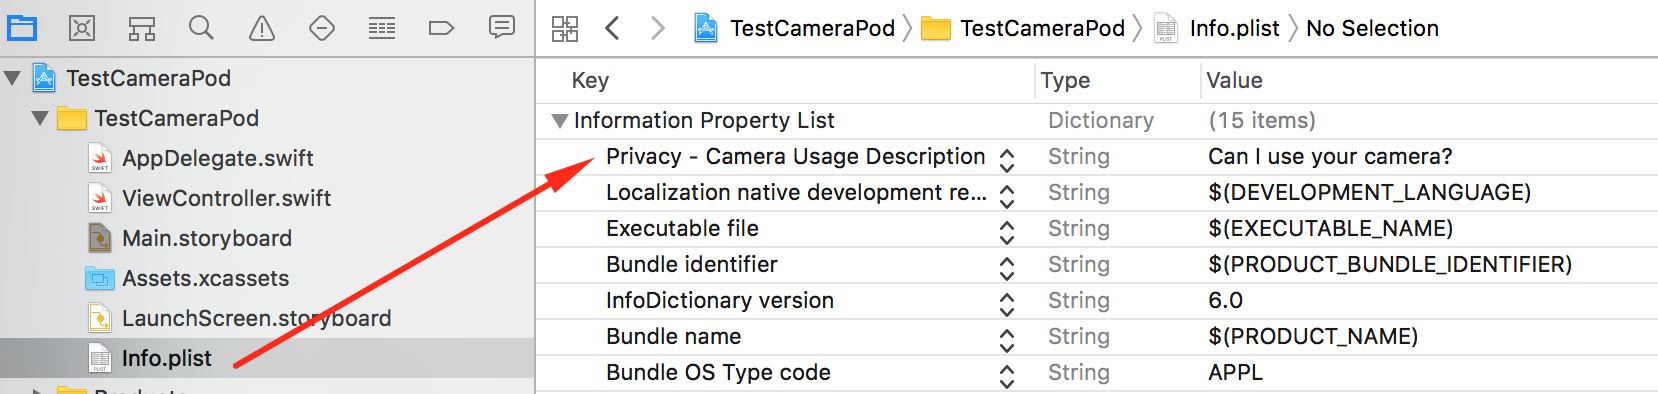 TestCameraPod
TestCameraPod
AppDelegate.swift
ViewController.swift
Main.storyboard
Assets.xcassets
LaunchScreen.storyboard
Info.plist
TestCameraPod TestCameraPod Info.plist No Selection
Key Type Value
Information Property List Dictionary (15 items)
Privacy - Camera Usage Description String Can I use your camera?
Localization native development re... String $(DEVELOPMENT_LANGUAGE)
Executable file String $(EXECUTABLE_NAME)
Bundle identifier String $(PRODUCT_BUNDLE_IDENTIFIER)
InfoDictionary version String 6.0
Bundle name String $(PRODUCT_NAME)
Bundle OS Type code String APPL